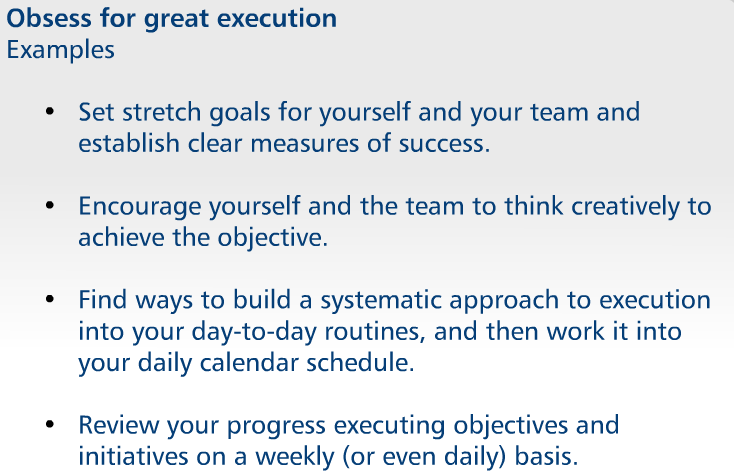 Obsess for great execution
Examples
• Set stretch goals for yourself and your team and
establish clear measures of success.
• Encourage yourself and the team to think creatively to
achieve the objective.
• Find ways to build a systematic approach to execution
into your day-to-day routines, and then work it into
your daily calendar schedule.
• Review your progress executing objectives and
initiatives on a weekly (or even daily) basis.